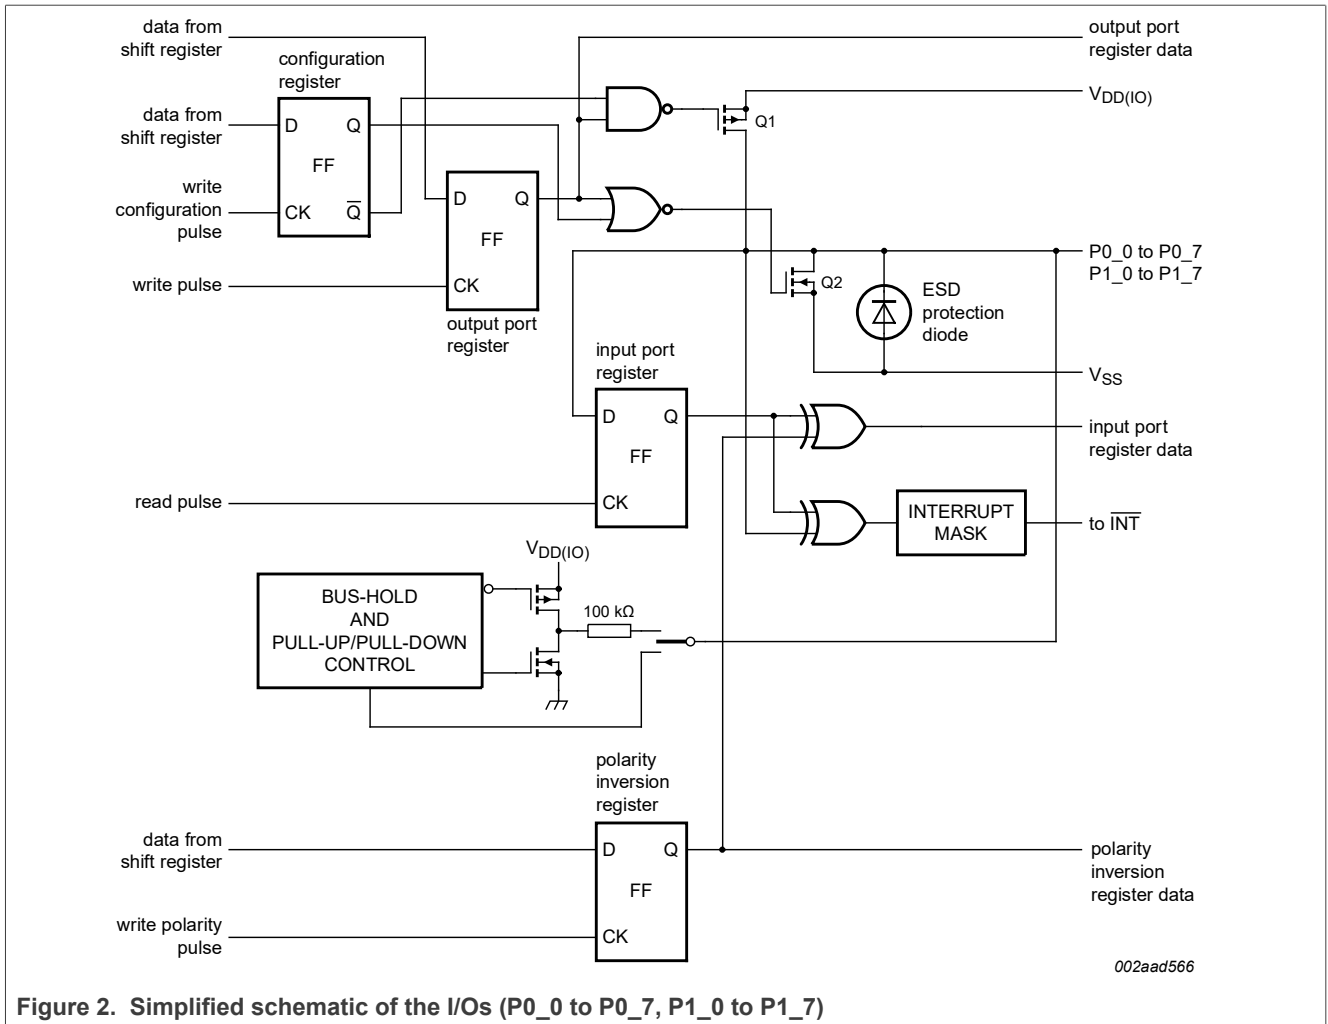 data from
shift register
configuration
register
data from
shift register
write
configuration
pulse
D
Q
FF
CK
Q̅
write pulse
D
Q
FF
CK
output port
register
output port
register data
VDD(IO)
Q1
P0_0 to P0_7
P1_0 to P1_7
Q2
ESD
protection
diode
VSS
input port
register
D
Q
FF
CK
read pulse
input port
register data
INTERRUPT
MASK
to I̅N̅T̅
VDD(IO)
BUS-HOLD
AND
PULL-UP/PULL-DOWN
CONTROL
100 kΩ
polarity
inversion
register
data from
shift register
D
Q
FF
CK
write polarity
pulse
polarity
inversion
register data
002aad566
Figure 2. Simplified schematic of the I/Os (P0_0 to P0_7, P1_0 to P1_7)